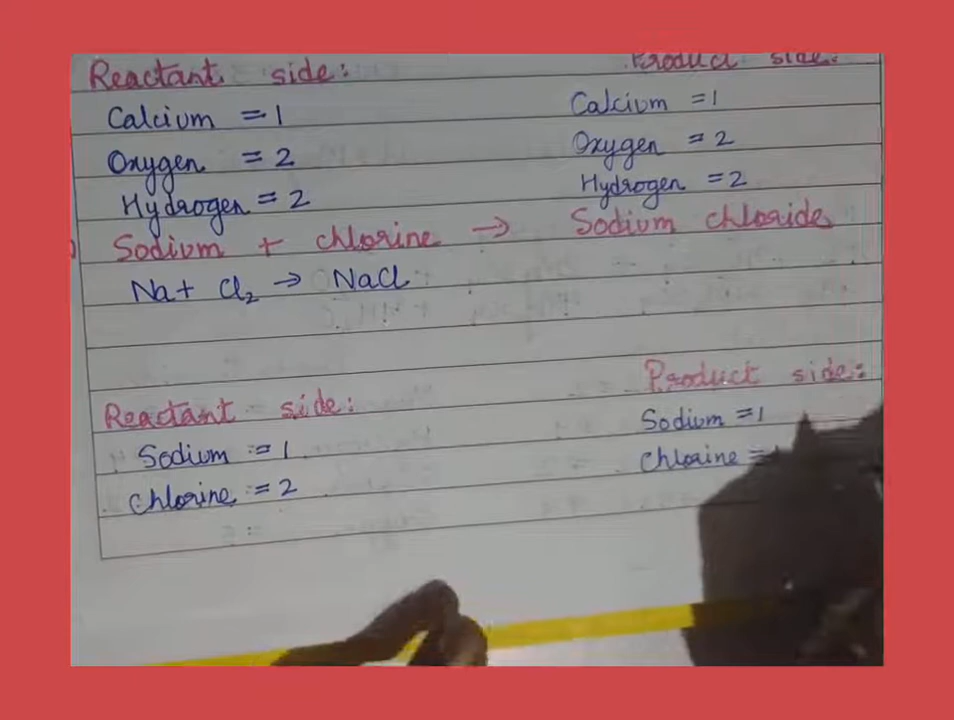 Reactant side: Product side:
Calcium = 1 Calcium = 1
Oxygen = 2 Oxygen = 2
Hydrogen = 2 Hydrogen = 2
Sodium + chlorine → Sodium chloride
Na + Cl₂ → NaCl
Reactant side: Product side:
Sodium = 1 Sodium = 1
Chlorine = 2 Chlorine = 1